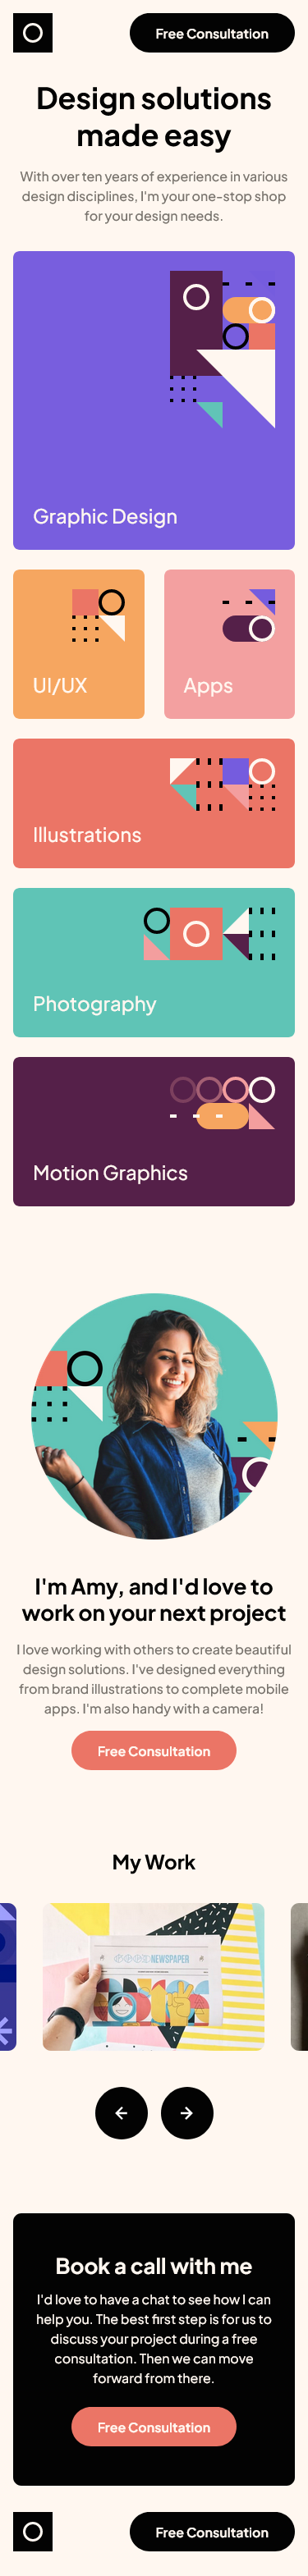 Free Consultation
Design solutions
made easy
With over ten years of experience in various
design disciplines, I'm your one-stop shop
for your design needs.
Graphic Design
UI/UX
Apps
Illustrations
Photography
Motion Graphics
I'm Amy, and I'd love to
work on your next project
I love working with others to create beautiful
design solutions. I've designed everything
from brand illustrations to complete mobile
apps. I'm also handy with a camera!
Free Consultation
My Work
NEWSPAPER
Book a call with me
I'd love to have a chat to see how I can
help you. The best first step is for us to
discuss your project during a free
consultation. Then we can move
forward from there.
Free Consultation
Free Consultation